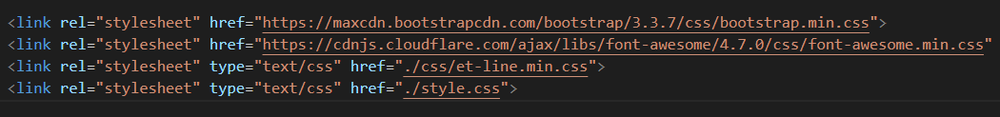 <link rel="stylesheet" href="https://maxcdn.bootstrapcdn.com/bootstrap/3.3.7/css/bootstrap.min.css">
<link rel="stylesheet" href="https://cdnjs.cloudflare.com/ajax/libs/font-awesome/4.7.0/css/font-awesome.min.css"
<link rel="stylesheet" type="text/css" href="./css/et-line.min.css">
<link rel="stylesheet" type="text/css" href="./style.css">